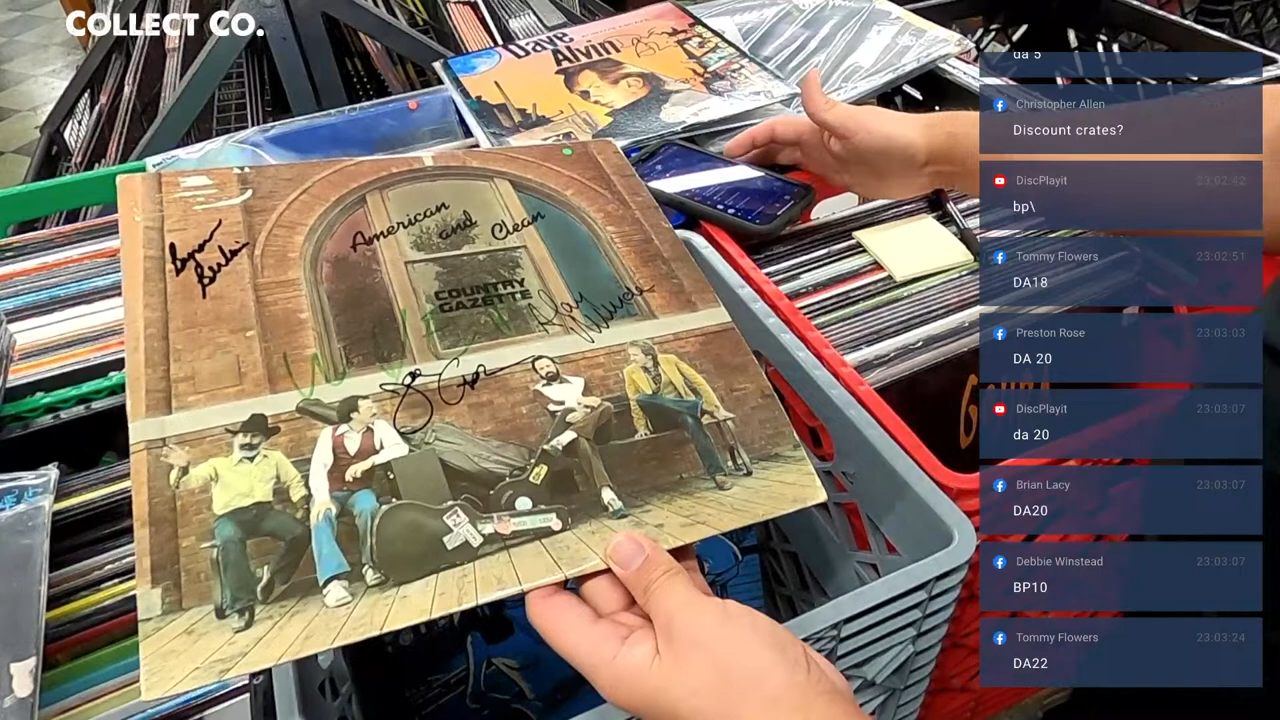 COLLECT CO.
Dave
Alvin
American
and
Clean
COUNTRY
GAZETTE
Byron
Berline
da 5
Christopher Allen
Discount crates?
DiscPlayit 23:02:42
bp\
Tommy Flowers 23:02:51
DA18
Preston Rose 23:03:03
DA 20
DiscPlayit 23:03:07
da 20
Brian Lacy 23:03:07
DA20
Debbie Winstead 23:03:07
BP10
Tommy Flowers 23:03:24
DA22